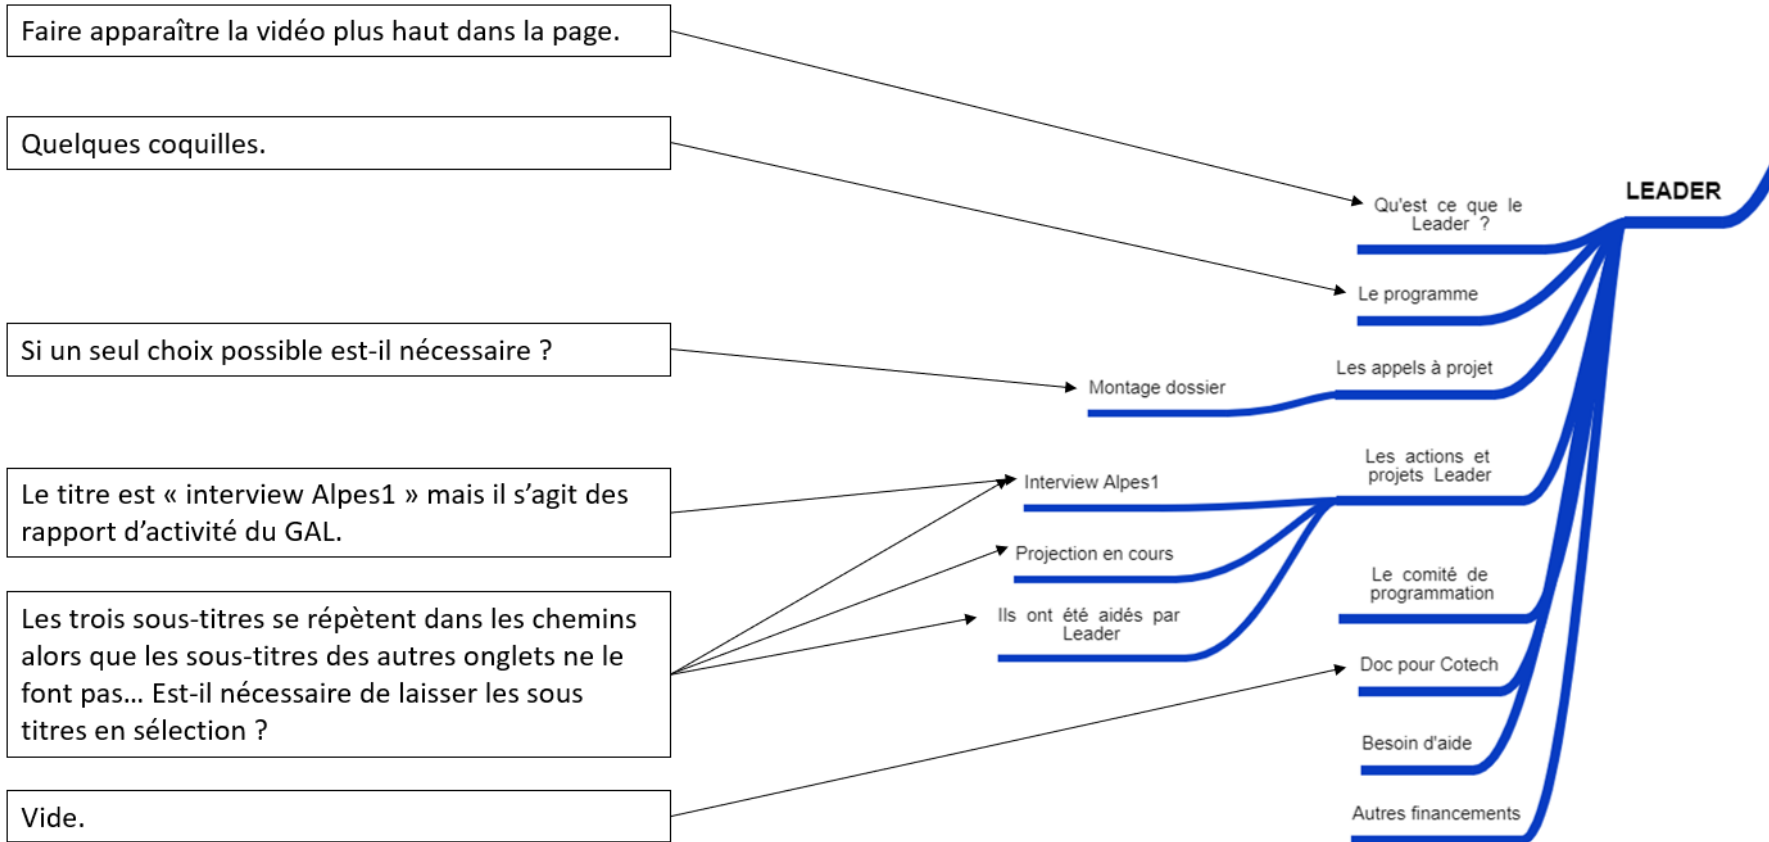 Faire apparaître la vidéo plus haut dans la page.
Quelques coquilles.
Si un seul choix possible est-il nécessaire ?
Le titre est « interview Alpes1 » mais il s’agit des
rapport d’activité du GAL.
Les trois sous-titres se répètent dans les chemins
alors que les sous-titres des autres onglets ne le
font pas… Est-il nécessaire de laisser les sous
titres en sélection ?
Vide.
LEADER
Qu'est ce que le
Leader ?
Le programme
Les appels à projet
Montage dossier
Les actions et
projets Leader
Interview Alpes1
Projection en cours
Ils ont été aidés par
Leader
Le comité de
programmation
Doc pour Cotech
Besoin d'aide
Autres financements